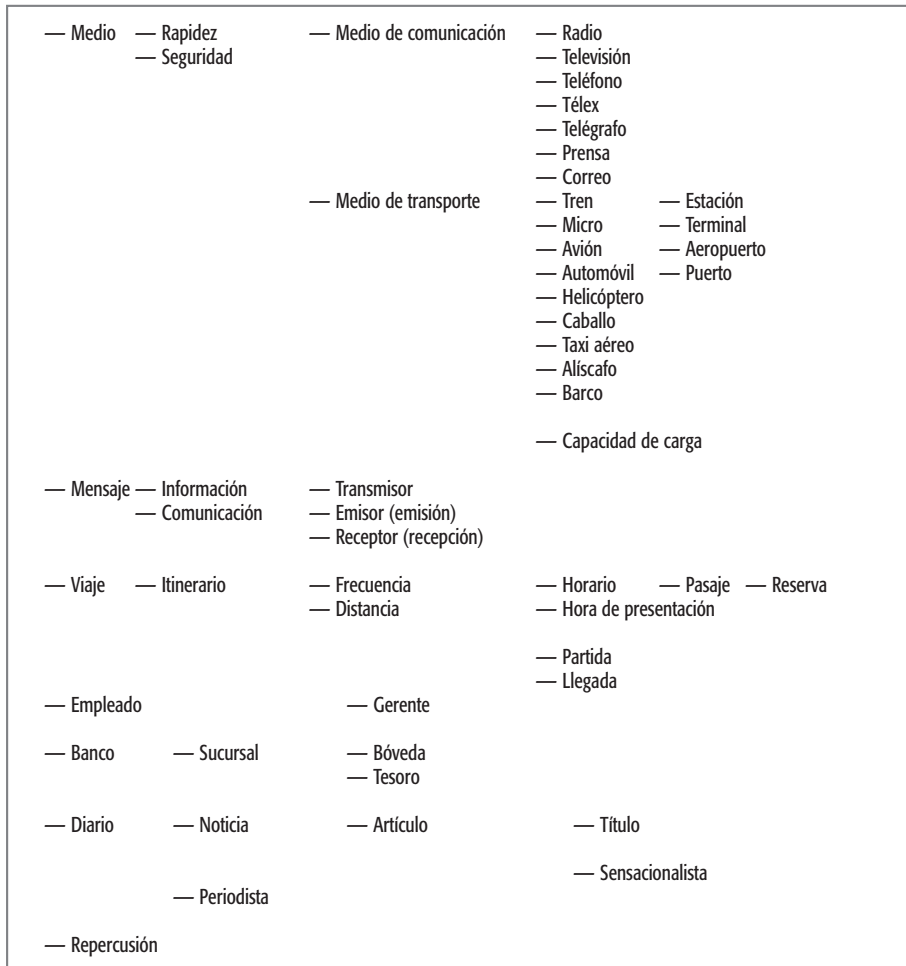 — Medio — Rapidez — Medio de comunicación — Radio
— Seguridad — Televisión
— Teléfono
— Télex
— Telégrafo
— Prensa
— Correo
— Medio de transporte — Tren — Estación
— Micro — Terminal
— Avión — Aeropuerto
— Automóvil — Puerto
— Helicóptero
— Caballo
— Taxi aéreo
— Alíscafo
— Barco
— Capacidad de carga
— Mensaje — Información — Transmisor
— Comunicación — Emisor (emisión)
— Receptor (recepción)
— Viaje — Itinerario — Frecuencia — Horario — Pasaje — Reserva
— Distancia — Hora de presentación
— Partida
— Llegada
— Empleado — Gerente
— Banco — Sucursal — Bóveda
— Tesoro
— Diario — Noticia — Artículo — Título
— Sensacionalista
— Periodista
— Repercusión